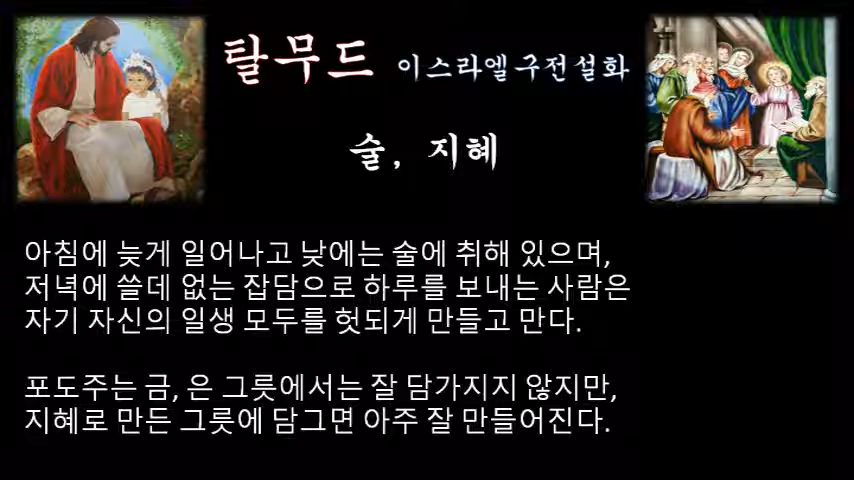 탈무드 이스라엘구전설화
술, 지혜
아침에 늦게 일어나고 낮에는 술에 취해 있으며,
저녁에 쓸데 없는 잡담으로 하루를 보내는 사람은
자기 자신의 일생 모두를 헛되게 만들고 만다.
포도주는 금, 은 그릇에서는 잘 담가지지 않지만,
지혜로 만든 그릇에 담그면 아주 잘 만들어진다.